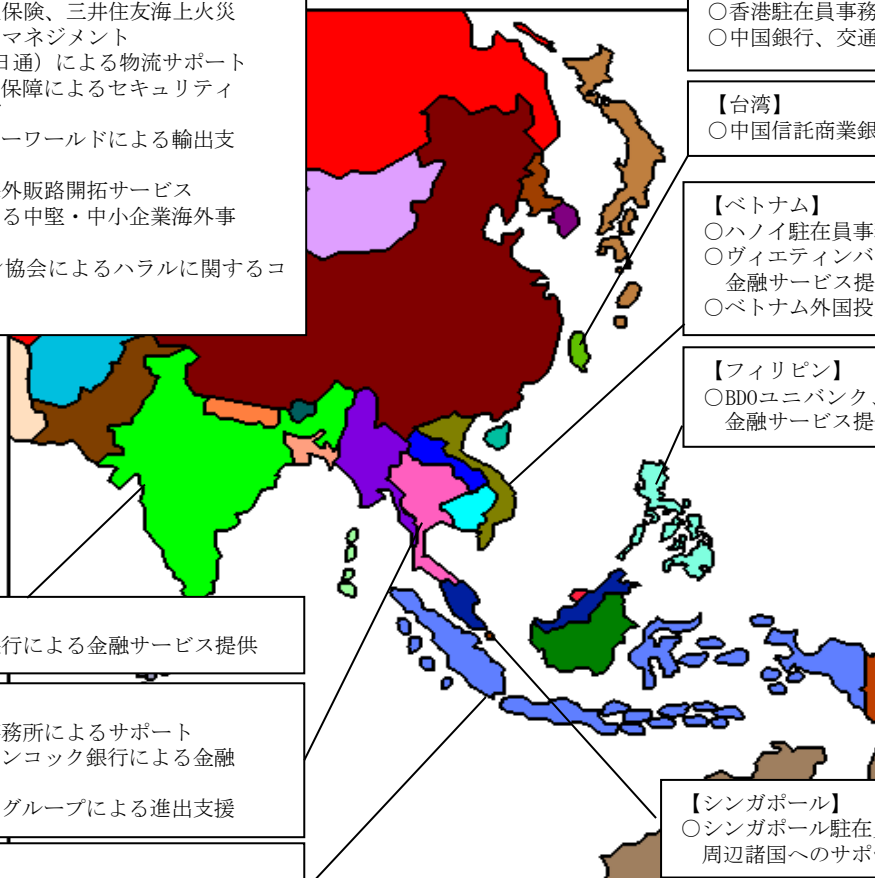 保険、三井住友海上火災
マネジメント
日通）による物流サポート
保障によるセキュリティ
ーワールドによる輸出支
外販路開拓サービス
る中堅・中小企業海外事
協会によるハラルに関するコ
行による金融サービス提供
務所によるサポート
ンコック銀行による金融
グループによる進出支援
○香港駐在員事務
○中国銀行、交通
【台湾】
○中国信託商業銀
【ベトナム】
○ハノイ駐在員事
○ヴィエティンバ
金融サービス提
○ベトナム外国投
【フィリピン】
○BDOユニバンク、
金融サービス提
【シンガポール】
○シンガポール駐在
周辺諸国へのサポ